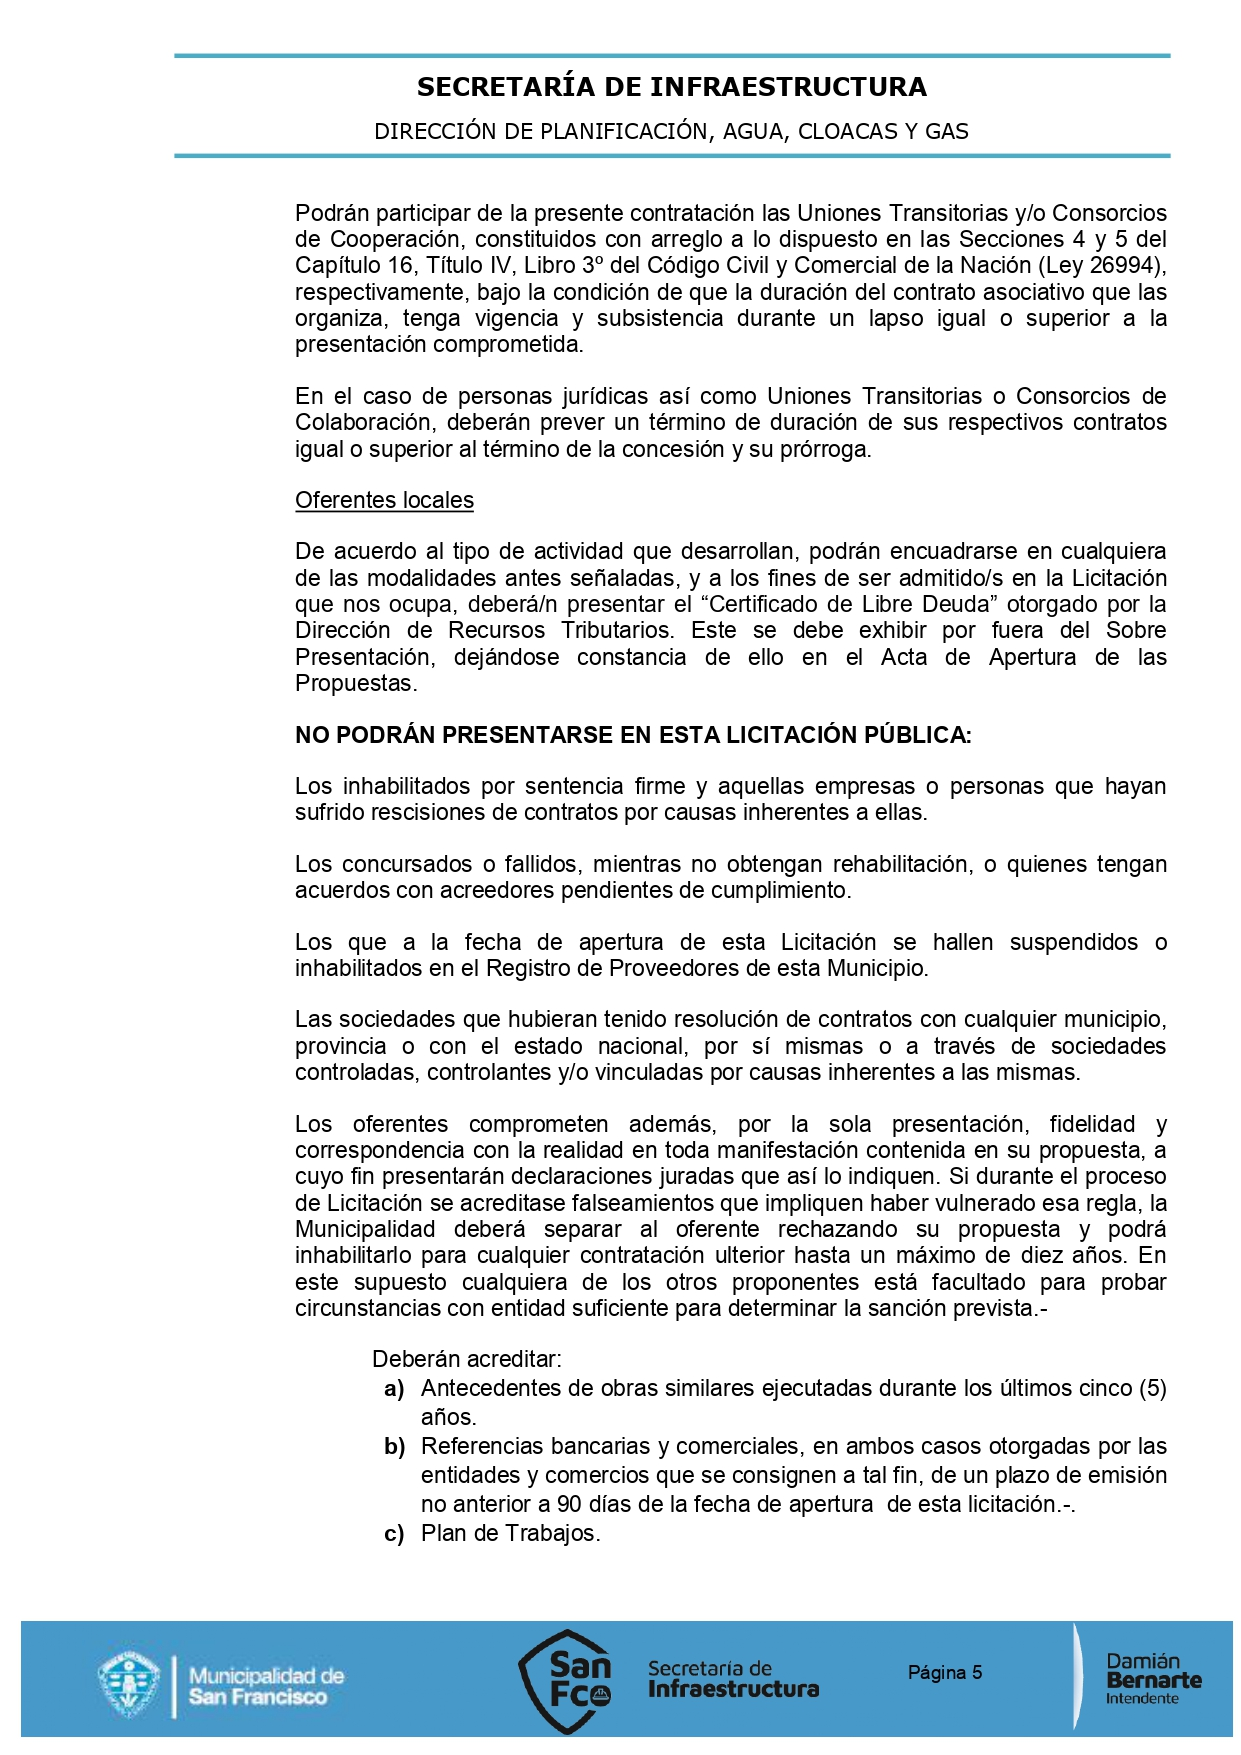 SECRETARÍA DE INFRAESTRUCTURA
DIRECCIÓN DE PLANIFICACIÓN, AGUA, CLOACAS Y GAS
Podrán participar de la presente contratación las Uniones Transitorias y/o Consorcios
de Cooperación, constituidos con arreglo a lo dispuesto en las Secciones 4 y 5 del
Capítulo 16, Título IV, Libro 3º del Código Civil y Comercial de la Nación (Ley 26994),
respectivamente, bajo la condición de que la duración del contrato asociativo que las
organiza, tenga vigencia y subsistencia durante un lapso igual o superior a la
presentación comprometida.
En el caso de personas jurídicas así como Uniones Transitorias o Consorcios de
Colaboración, deberán prever un término de duración de sus respectivos contratos
igual o superior al término de la concesión y su prórroga.
Oferentes locales
De acuerdo al tipo de actividad que desarrollan, podrán encuadrarse en cualquiera
de las modalidades antes señaladas, y a los fines de ser admitido/s en la Licitación
que nos ocupa, deberá/n presentar el “Certificado de Libre Deuda” otorgado por la
Dirección de Recursos Tributarios. Este se debe exhibir por fuera del Sobre
Presentación, dejándose constancia de ello en el Acta de Apertura de las
Propuestas.
NO PODRÁN PRESENTARSE EN ESTA LICITACIÓN PÚBLICA:
Los inhabilitados por sentencia firme y aquellas empresas o personas que hayan
sufrido rescisiones de contratos por causas inherentes a ellas.
Los concursados o fallidos, mientras no obtengan rehabilitación, o quienes tengan
acuerdos con acreedores pendientes de cumplimiento.
Los que a la fecha de apertura de esta Licitación se hallen suspendidos o
inhabilitados en el Registro de Proveedores de esta Municipio.
Las sociedades que hubieran tenido resolución de contratos con cualquier municipio,
provincia o con el estado nacional, por sí mismas o a través de sociedades
controladas, controlantes y/o vinculadas por causas inherentes a las mismas.
Los oferentes comprometen además, por la sola presentación, fidelidad y
correspondencia con la realidad en toda manifestación contenida en su propuesta, a
cuyo fin presentarán declaraciones juradas que así lo indiquen. Si durante el proceso
de Licitación se acreditase falseamientos que impliquen haber vulnerado esa regla, la
Municipalidad deberá separar al oferente rechazando su propuesta y podrá
inhabilitarlo para cualquier contratación ulterior hasta un máximo de diez años. En
este supuesto cualquiera de los otros proponentes está facultado para probar
circunstancias con entidad suficiente para determinar la sanción prevista.-
Deberán acreditar:
a) Antecedentes de obras similares ejecutadas durante los últimos cinco (5)
años.
b) Referencias bancarias y comerciales, en ambos casos otorgadas por las
entidades y comercios que se consignen a tal fin, de un plazo de emisión
no anterior a 90 días de la fecha de apertura  de esta licitación.-.
c) Plan de Trabajos.
Municipalidad de
San Francisco
San
Fco
Secretaría de
Infraestructura
Página 5
Damián
Bernarte
Intendente